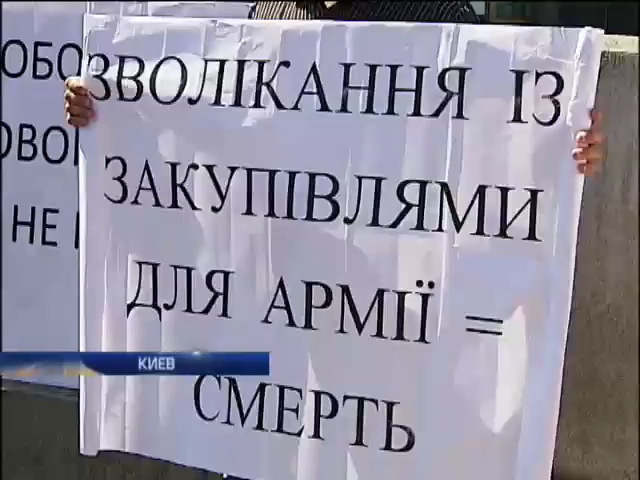 ЗВОЛІКАННЯ ІЗ
ЗАКУПІВЛЯМИ
ДЛЯ АРМІЇ =
СМЕРТЬ
НЕ
КИЕВ